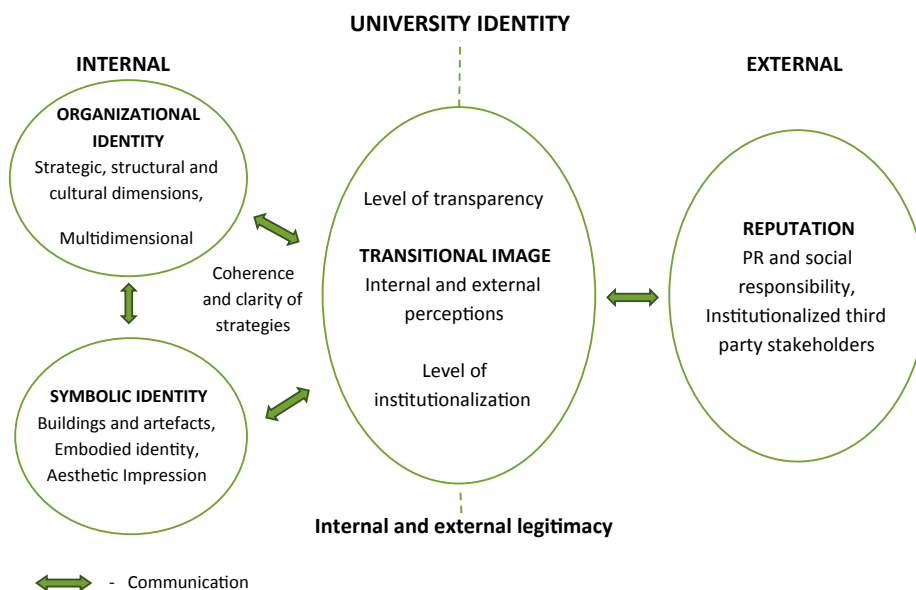 UNIVERSITY IDENTITY
INTERNAL
EXTERNAL
ORGANIZATIONAL
IDENTITY
Strategic, structural and
cultural dimensions,
Multidimensional
Coherence
and clarity of
strategies
SYMBOLIC IDENTITY
Buildings and artefacts,
Embodied identity,
Aesthetic Impression
Level of transparency
TRANSITIONAL IMAGE
Internal and external
perceptions
Level of
institutionalization
REPUTATION
PR and social
responsibility,
Institutionalized third
party stakeholders
Internal and external legitimacy
- Communication